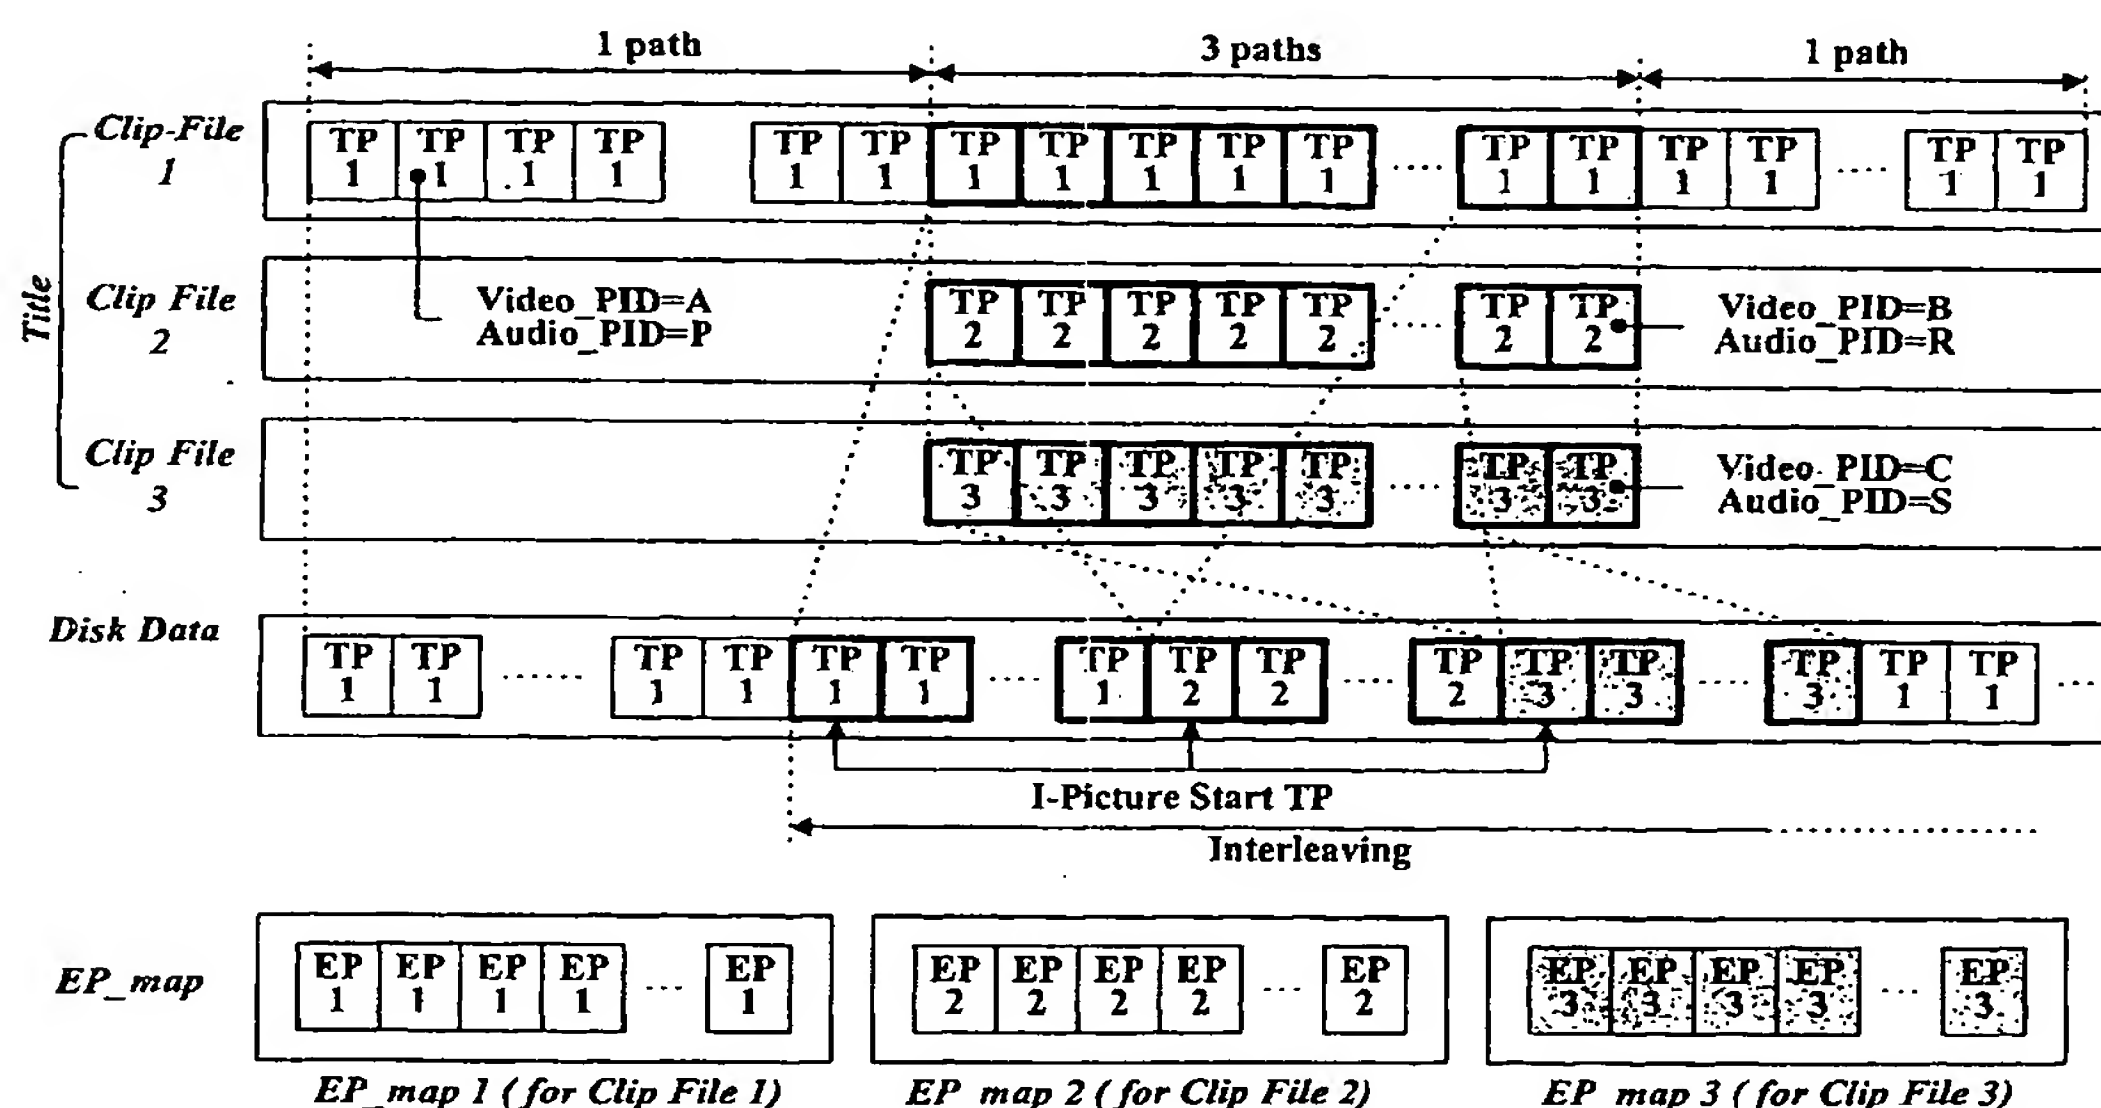 1 path 3 paths 1 path
Clip-File
1
TP TP TP TP TP TP TP TP TP TP TP ..... TP TP TP TP ..... TP TP
1 1 .1 1 1 1 1 1 1 1 1 1 1 1 1 1 1
Title
Clip File
2
Video_PID=A
Audio_PID=P
TP TP TP TP TP ..... TP TP
2 2 2 2 2 2 2
Video_PID=B
Audio_PID=R
Clip File
3
TP TP TP TP TP ..... TP TP
3 3 3 3 3 3 3
Video_PID=C
Audio_PID=S
Disk Data
TP TP ...... TP TP TP TP ..... TP TP TP ..... TP TP TP ..... TP TP TP ....
1 1 1 1 1 1 1 2 2 2 3 3 3 1 1
I-Picture Start TP
Interleaving
EP_map
EP EP EP EP ... EP EP EP EP EP ... EP EP EP EP EP ... EP
1 1 1 1 1 2 2 2 2 2 3 3 3 3 3
EP_map 1 ( for Clip File 1) EP map 2 ( for Clip File 2) EP map 3 ( for Clip File 3)